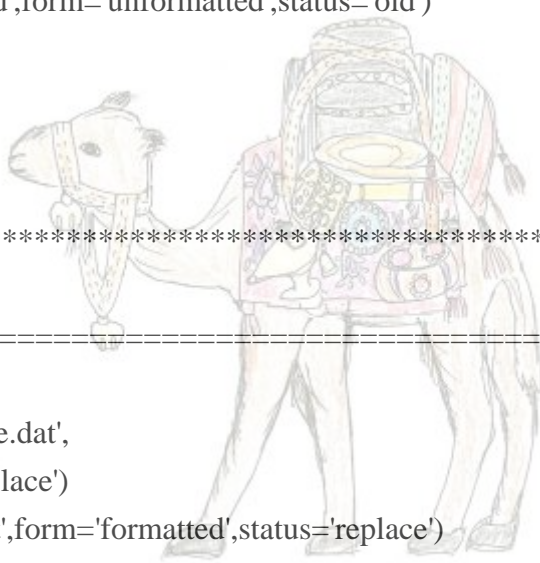 d',form='unformatted',status='old')
**********************************
==================================
e.dat',
lace')
',form='formatted',status='replace')